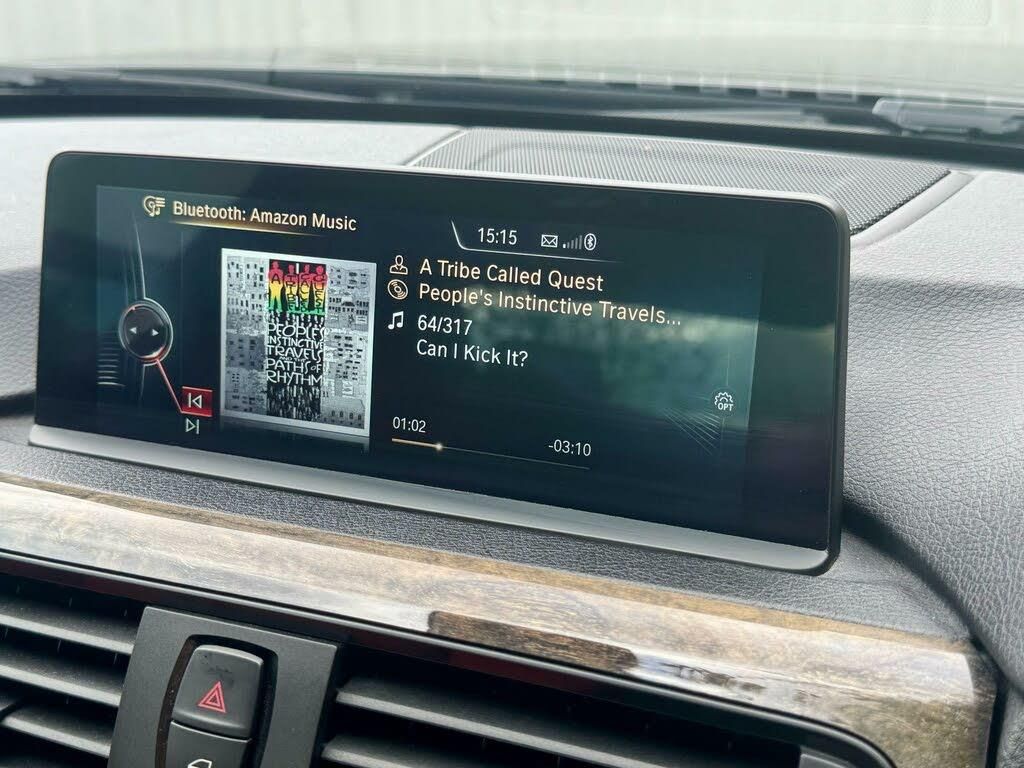 Bluetooth: Amazon Music
15:15
A Tribe Called Quest
People's Instinctive Travels...
64/317
Can I Kick It?
PEOPLE'S
INSTINCTIVE
TRAVELS
PATHS OF
RHYTHM
OPT
01:02
-03:10